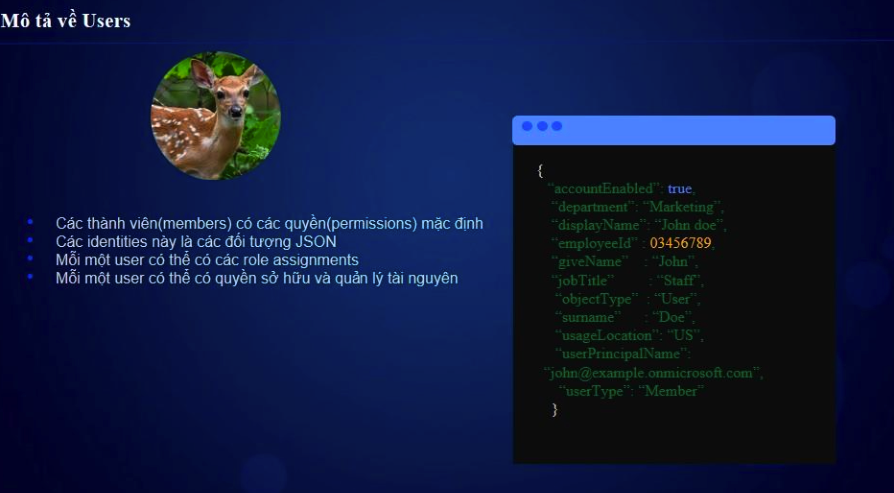 Mô tả về Users
Các thành viên(members) có các quyền(permissions) mặc định
Các identities này là các đối tượng JSON
Mỗi một user có thể có các role assignments
Mỗi một user có thể có quyền sở hữu và quản lý tài nguyên
{
“accountEnabled”: true,
“department”: “Marketing”,
“displayName”: “John doe”,
“employeeId” : 03456789,
“giveName” : “John”,
“jobTitle” : “Staff”,
“objectType” : “User”,
“surname” : “Doe”,
“usageLocation”: “US”,
“userPrincipalName”:
“john@example.onmicrosoft.com”,
“userType”: “Member”
}